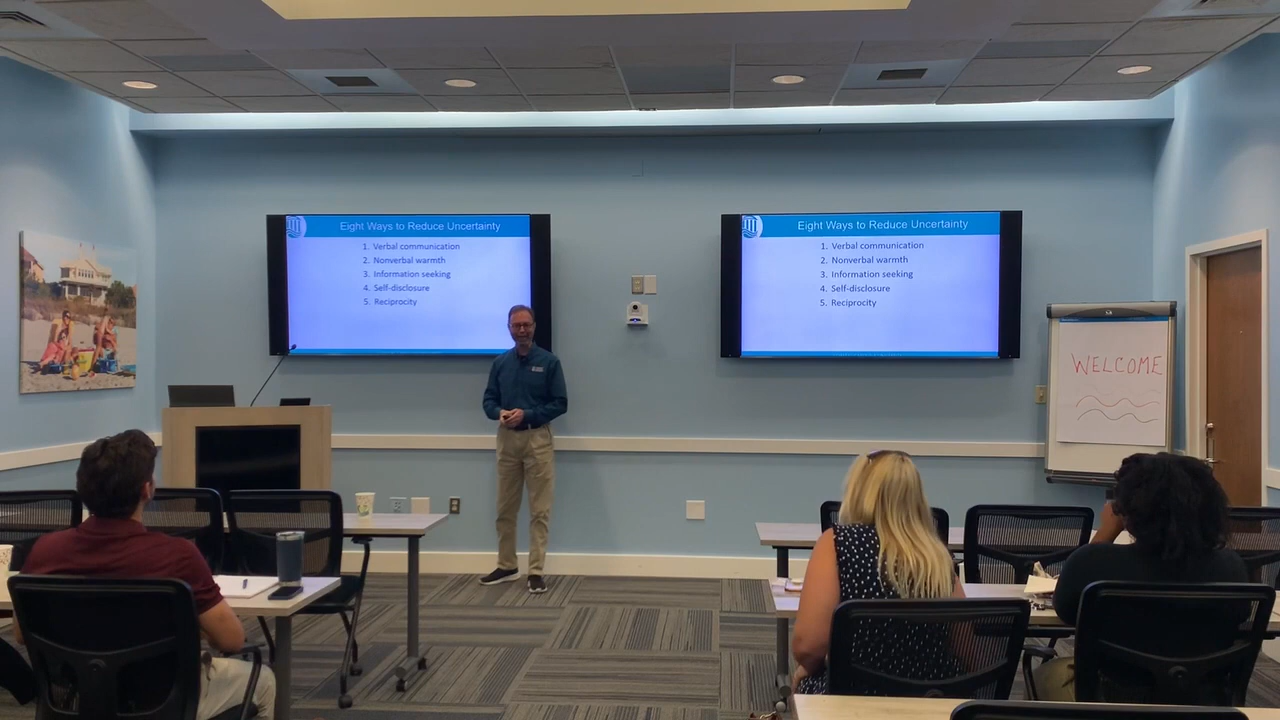 Eight Ways to Reduce Uncertainty
1. Verbal communication
2. Nonverbal warmth
3. Information seeking
4. Self-disclosure
5. Reciprocity
Eight Ways to Reduce Uncertainty
1. Verbal communication
2. Nonverbal warmth
3. Information seeking
4. Self-disclosure
5. Reciprocity
WELCOME